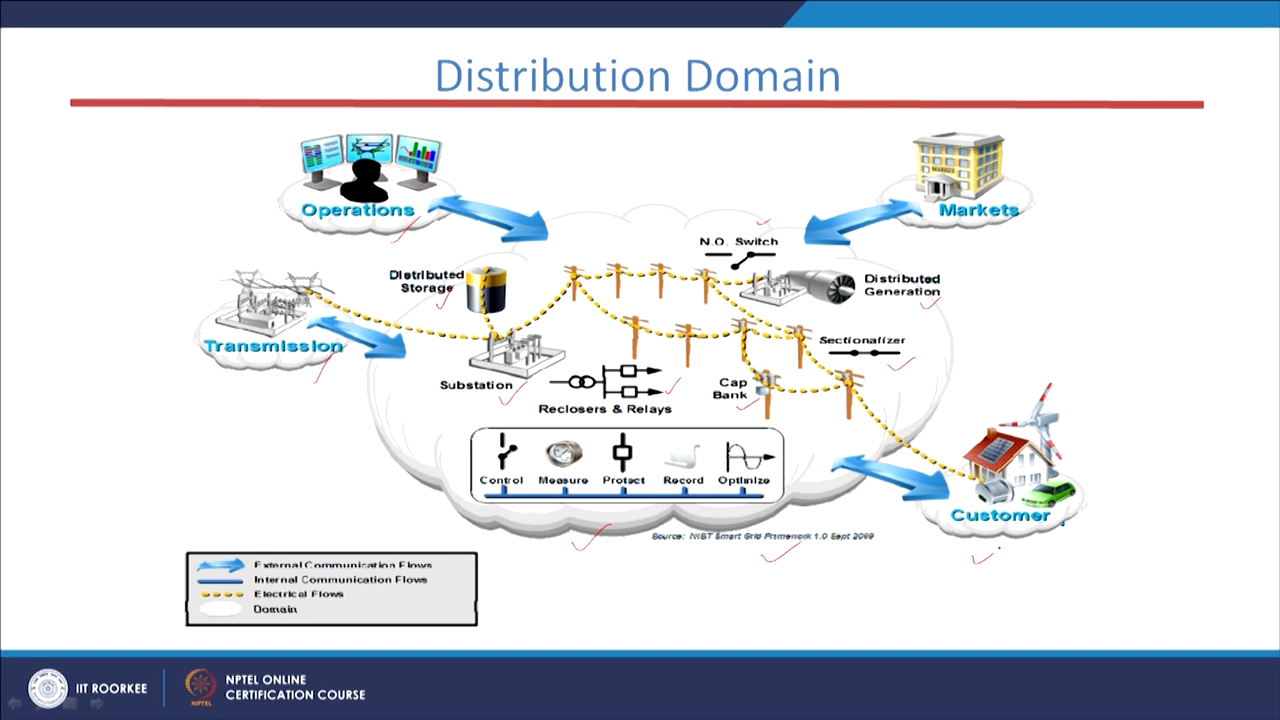 Distribution Domain
Operations
Markets
N.O. Switch
Distributed
Storage
Distributed
Generation
Transmission
Sectionalizer
Substation
Cap
Bank
Reclosers & Relays
Control
Measure
Protect
Record
Optimize
Customer
Source: NIST Smart Grid Framework 1.0 Sept 2009
External Communication Flows
Internal Communication Flows
Electrical Flows
Domain
IIT ROORKEE
NPTEL
NPTEL ONLINE
CERTIFICATION COURSE